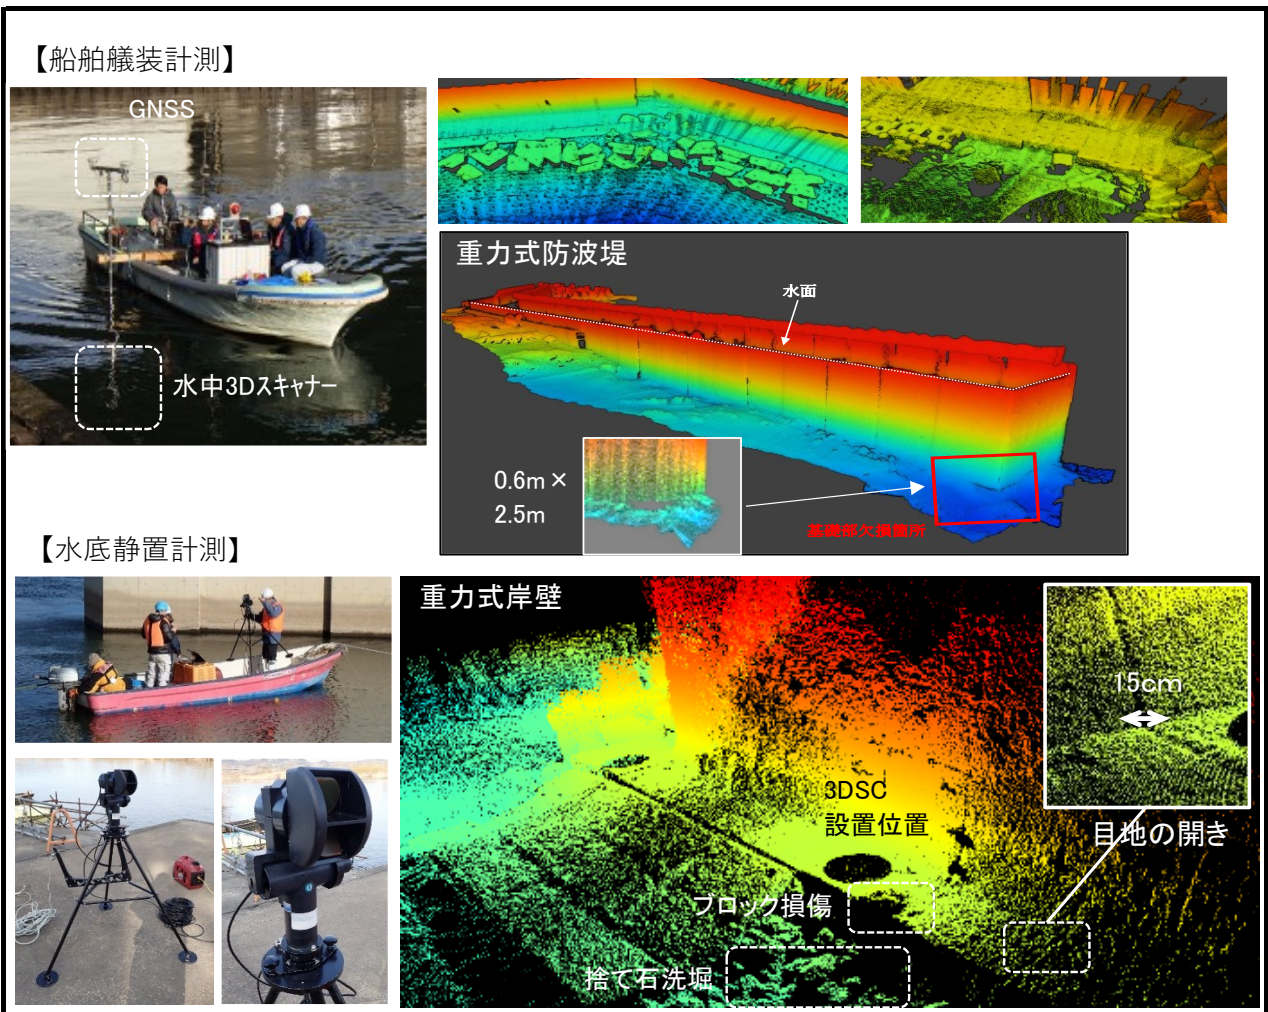 【船舶艤装計測】
GNSS
水中3Dスキャナー
重力式防波堤
水面
0.6m×
2.5m
基礎部欠損箇所
【水底静置計測】
重力式岸壁
15cm
3DSC
設置位置
目地の開き
ブロック損傷
捨て石洗堀